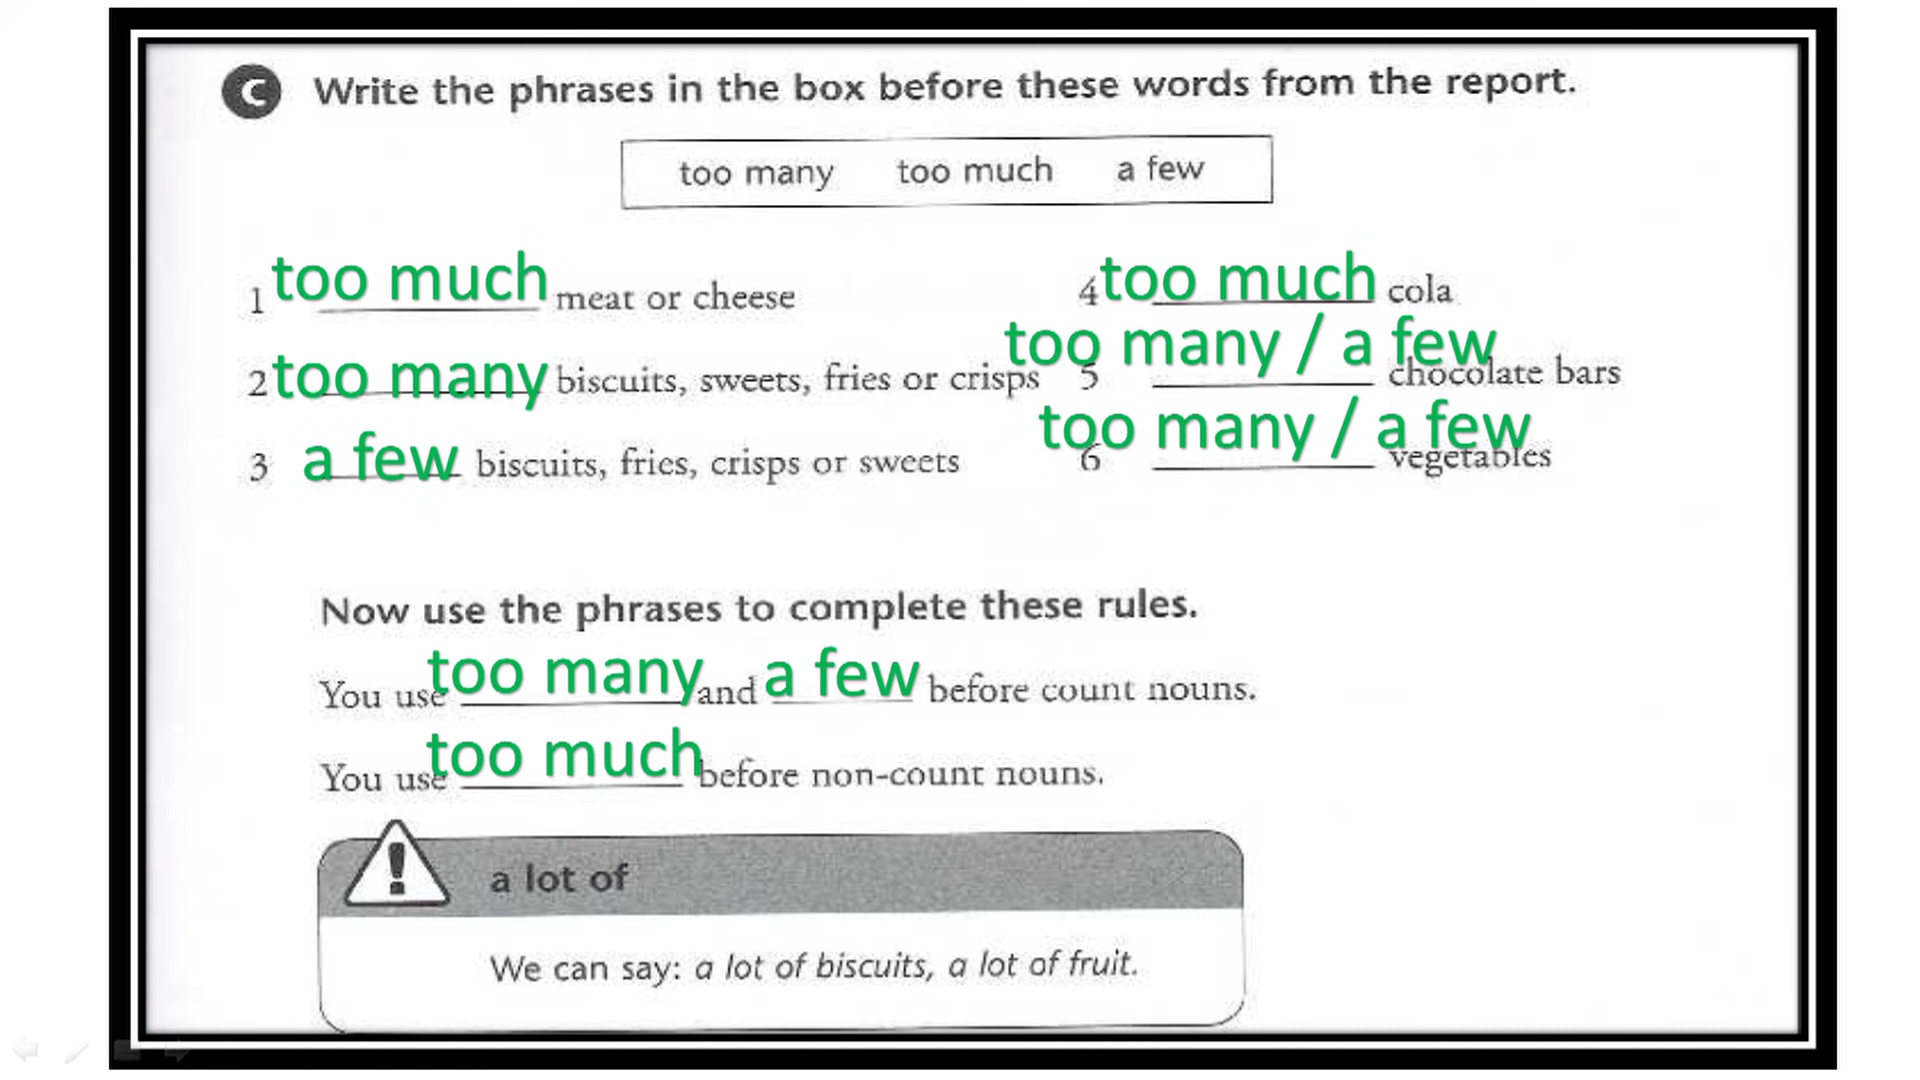 C Write the phrases in the box before these words from the report.
too many too much a few
1 too much meat or cheese
2 too many biscuits, sweets, fries or crisps
3 a few biscuits, fries, crisps or sweets
4 too much cola
5 too many / a few chocolate bars
6 too many / a few vegetables
Now use the phrases to complete these rules.
You use too many and a few before count nouns.
You use too much before non-count nouns.
! a lot of
We can say: a lot of biscuits, a lot of fruit.